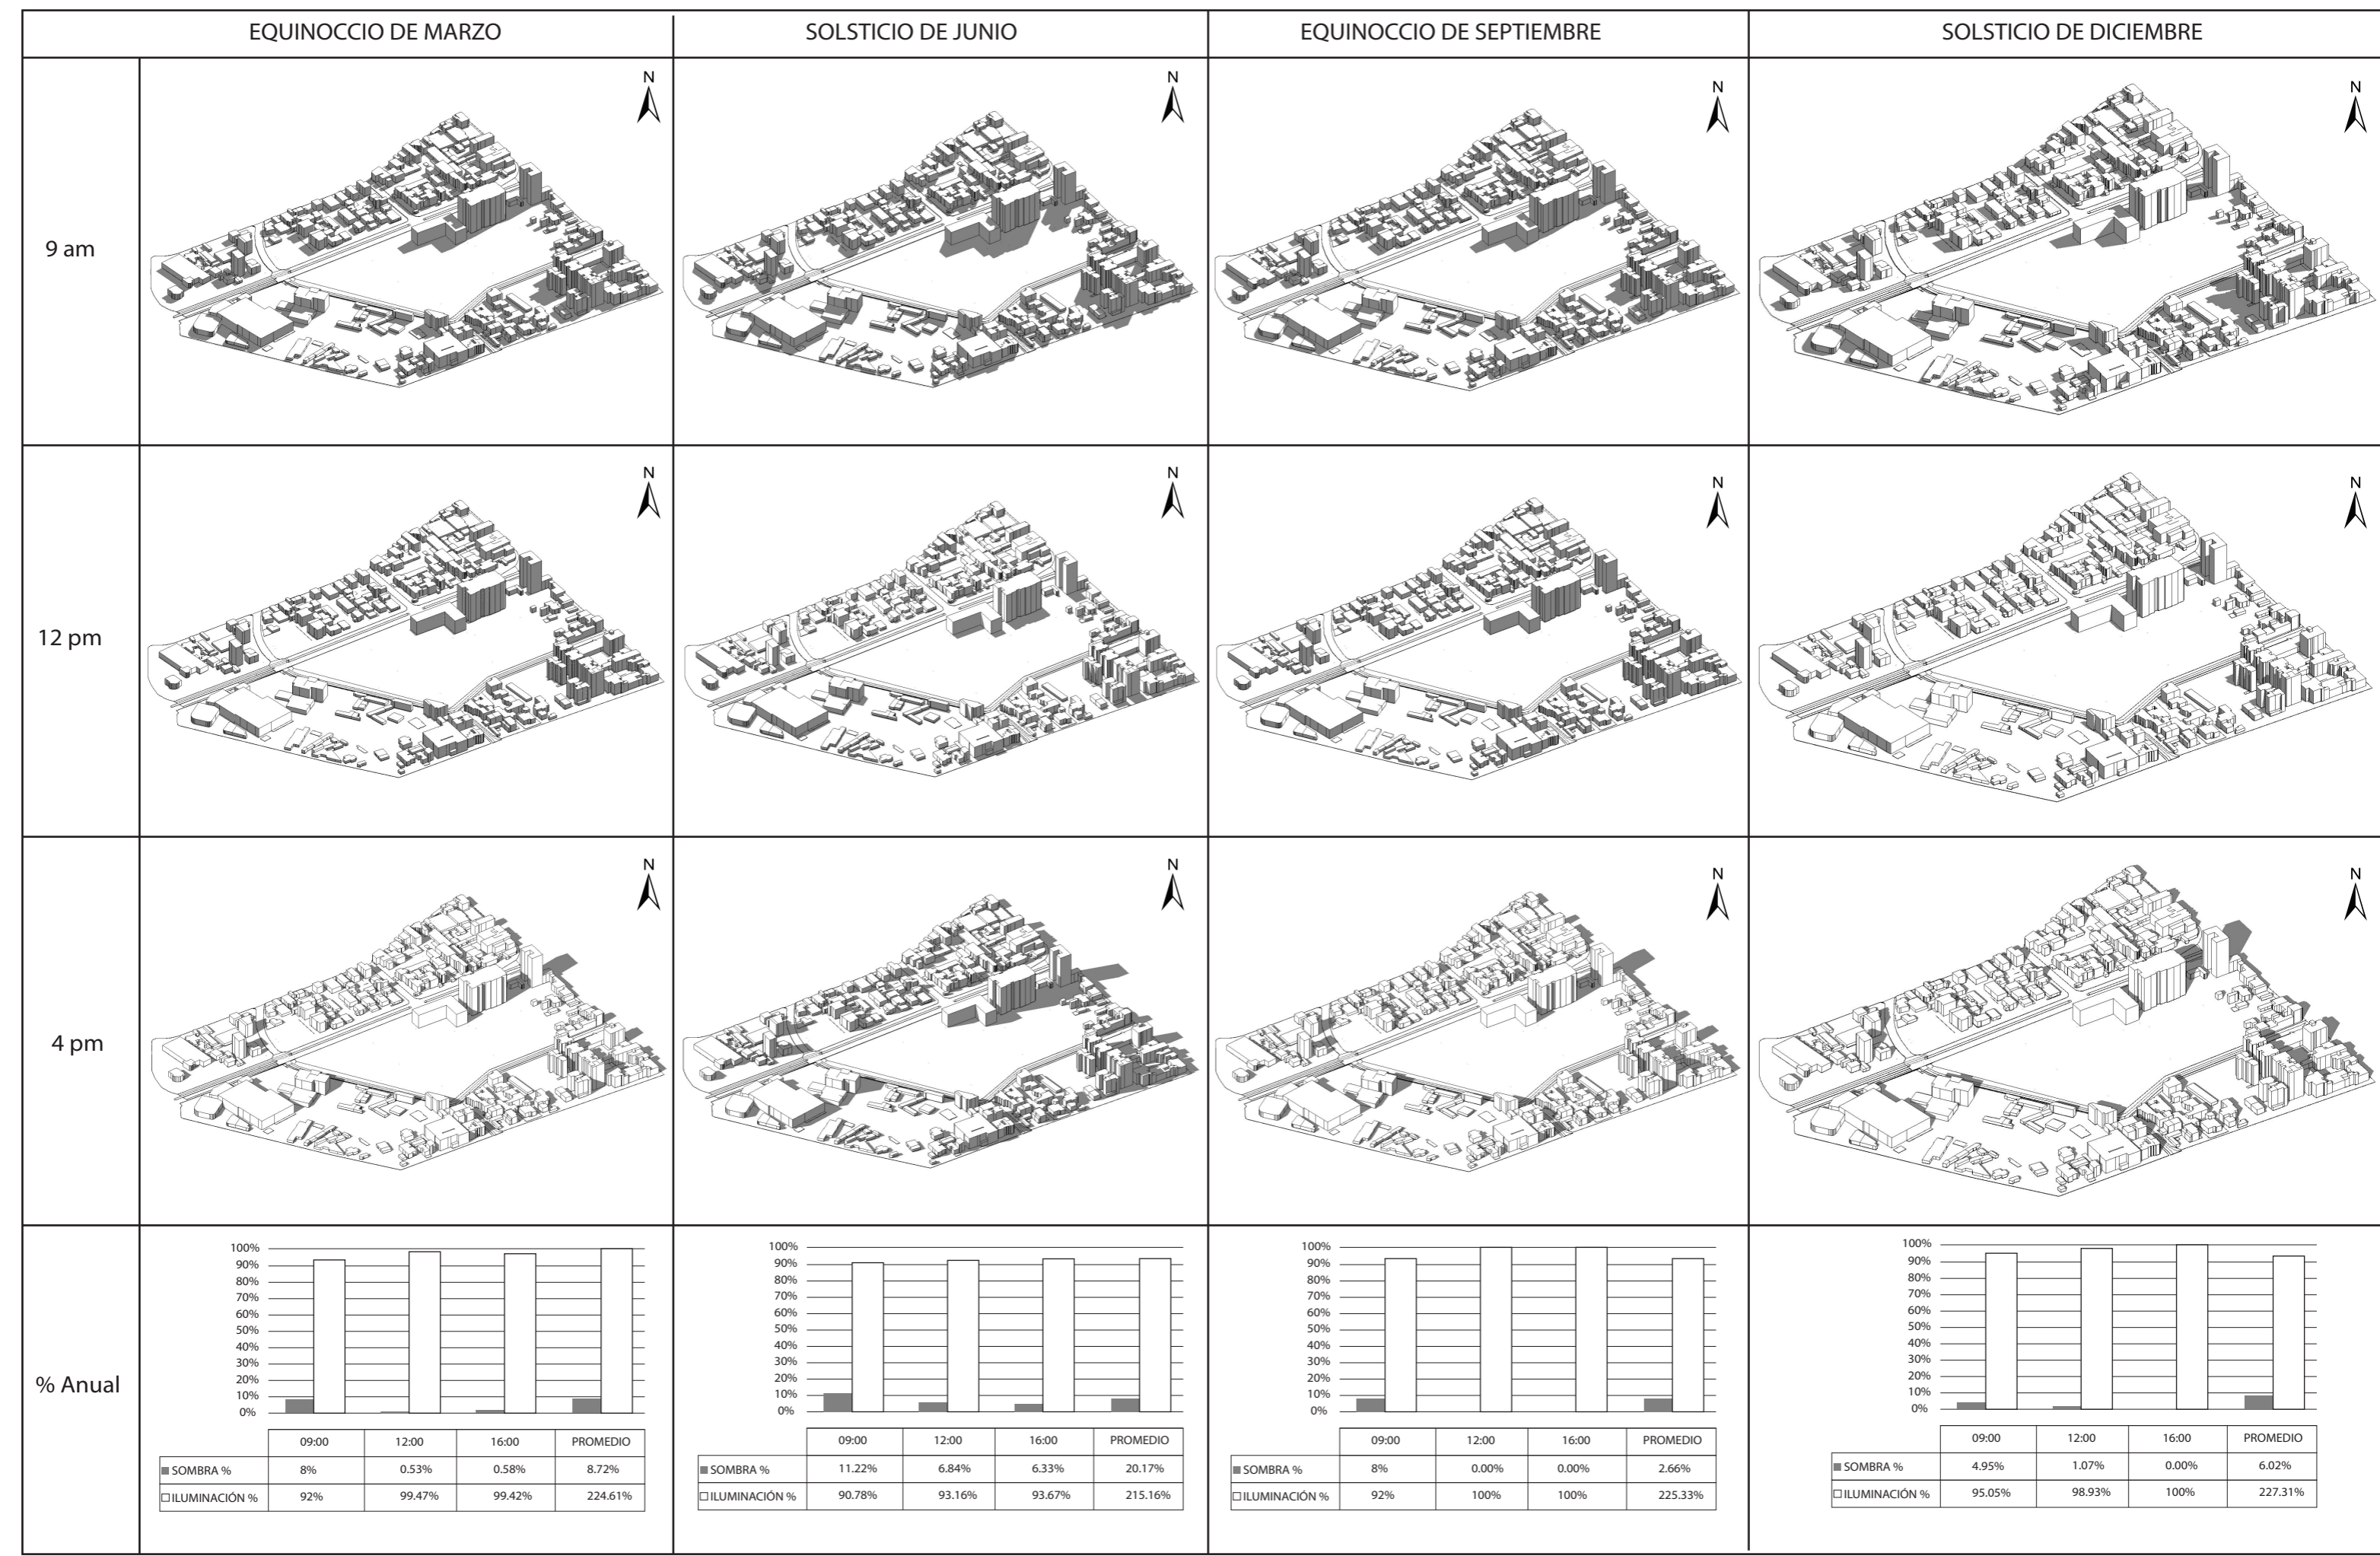 EQUINOCCIO DE MARZO SOLSTICIO DE JUNIO EQUINOCCIO DE SEPTIEMBRE SOLSTICIO DE DICIEMBRE
9 am N N N N
12 pm N N N N
4 pm N N N N
% Anual
100%
90%
80%
70%
60%
50%
40%
30%
20%
10%
0%
09:00 12:00 16:00 PROMEDIO
SOMBRA % 8% 0.53% 0.58% 8.72%
ILUMINACIÓN % 92% 99.47% 99.42% 224.61%
100%
90%
80%
70%
60%
50%
40%
30%
20%
10%
0%
09:00 12:00 16:00 PROMEDIO
SOMBRA % 11.22% 6.84% 6.33% 20.17%
ILUMINACIÓN % 90.78% 93.16% 93.67% 215.16%
100%
90%
80%
70%
60%
50%
40%
30%
20%
10%
0%
09:00 12:00 16:00 PROMEDIO
SOMBRA % 8% 0.00% 0.00% 2.66%
ILUMINACIÓN % 92% 100% 100% 225.33%
100%
90%
80%
70%
60%
50%
40%
30%
20%
10%
0%
09:00 12:00 16:00 PROMEDIO
SOMBRA % 4.95% 1.07% 0.00% 6.02%
ILUMINACIÓN % 95.05% 98.93% 100% 227.31%